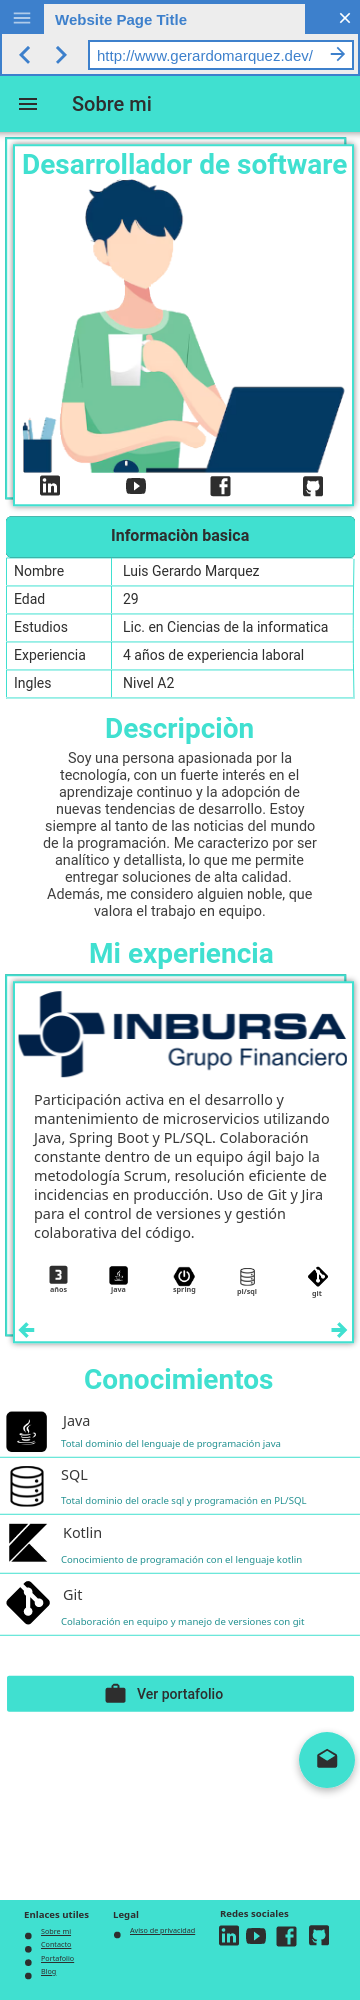 Website Page Title
http://www.gerardomarquez.dev/
Sobre mi
Desarrollador de software
Informaciòn basica
Nombre Luis Gerardo Marquez
Edad 29
Estudios Lic. en Ciencias de la informatica
Experiencia 4 años de experiencia laboral
Ingles Nivel A2
Descripciòn
Soy una persona apasionada por la
tecnología, con un fuerte interés en el
aprendizaje continuo y la adopción de
nuevas tendencias de desarrollo. Estoy
siempre al tanto de las noticias del mundo
de la programación. Me caracterizo por ser
analítico y detallista, lo que me permite
entregar soluciones de alta calidad.
Además, me considero alguien noble, que
valora el trabajo en equipo.
Mi experiencia
INBURSA
Grupo Financiero
Participación activa en el desarrollo y
mantenimiento de microservicios utilizando
Java, Spring Boot y PL/SQL. Colaboración
constante dentro de un equipo ágil bajo la
metodología Scrum, resolución eficiente de
incidencias en producción. Uso de Git y Jira
para el control de versiones y gestión
colaborativa del código.
3
años java spring pl/sql git
Conocimientos
Java
Total dominio del lenguaje de programación java
SQL
Total dominio del oracle sql y programación en PL/SQL
Kotlin
Conocimiento de programación con el lenguaje kotlin
Git
Colaboración en equipo y manejo de versiones con git
Ver portafolio
Enlaces utiles
Sobre mi
Contacto
Portafolio
Blog
Legal
Aviso de privacidad
Redes sociales